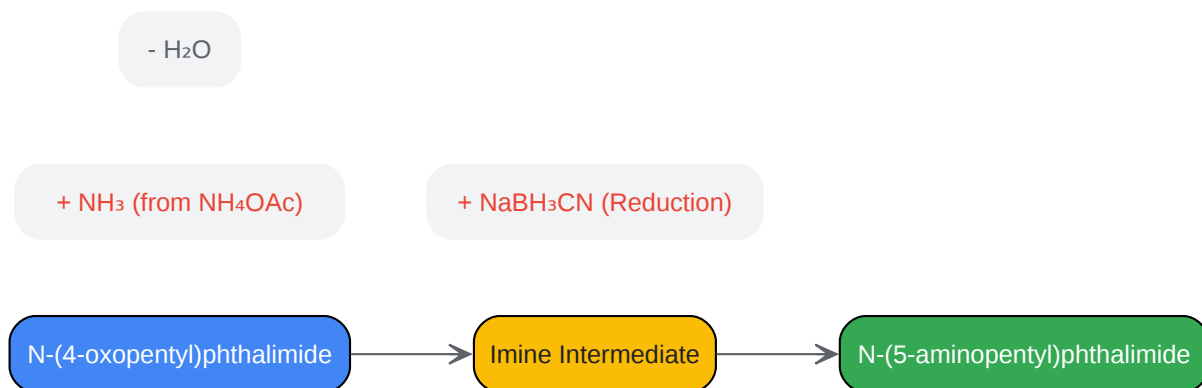 - H₂O
+ NH₃ (from NH₄OAc)
+ NaBH₃CN (Reduction)
N-(4-oxopentyl)phthalimide
Imine Intermediate
N-(5-aminopentyl)phthalimide